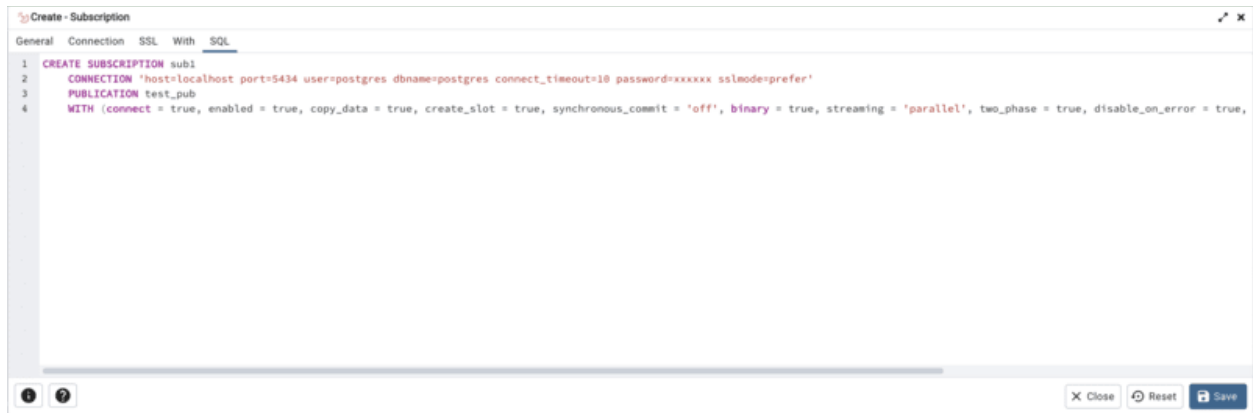 Create - Subscription
General Connection SSL With SQL
1 CREATE SUBSCRIPTION sub1
2 CONNECTION 'host=localhost port=5434 user=postgres dbname=postgres connect_timeout=10 password=xxxxxx sslmode=prefer'
3 PUBLICATION test_pub
4 WITH (connect = true, enabled = true, copy_data = true, create_slot = true, synchronous_commit = 'off', binary = true, streaming = 'parallel', two_phase = true, disable_on_error = true,
Close Reset Save